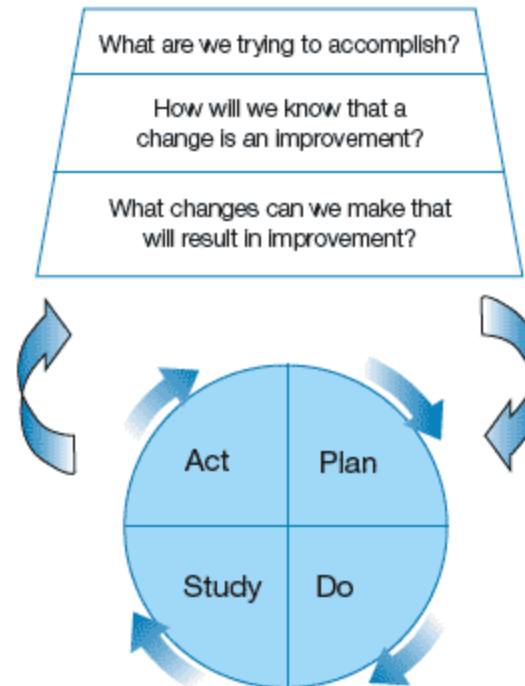 What are we trying to accomplish?
How will we know that a
change is an improvement?
What changes can we make that
will result in improvement?
Act
Plan
Study
Do